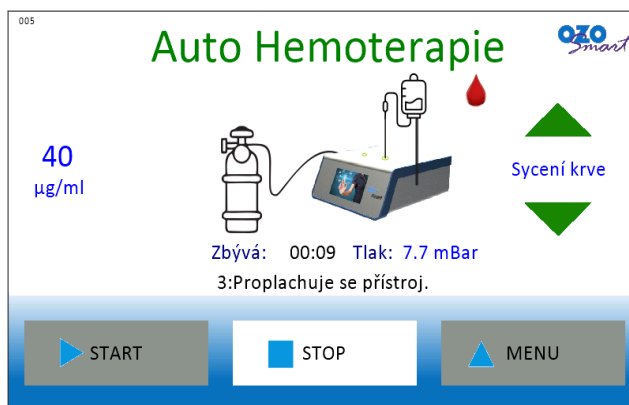 005
Auto Hemoterapie
OZO
Smart
40
µg/ml
Sycení krve
Zbývá: 00:09 Tlak: 7.7 mBar
3:Proplachuje se přístroj.
START
STOP
MENU